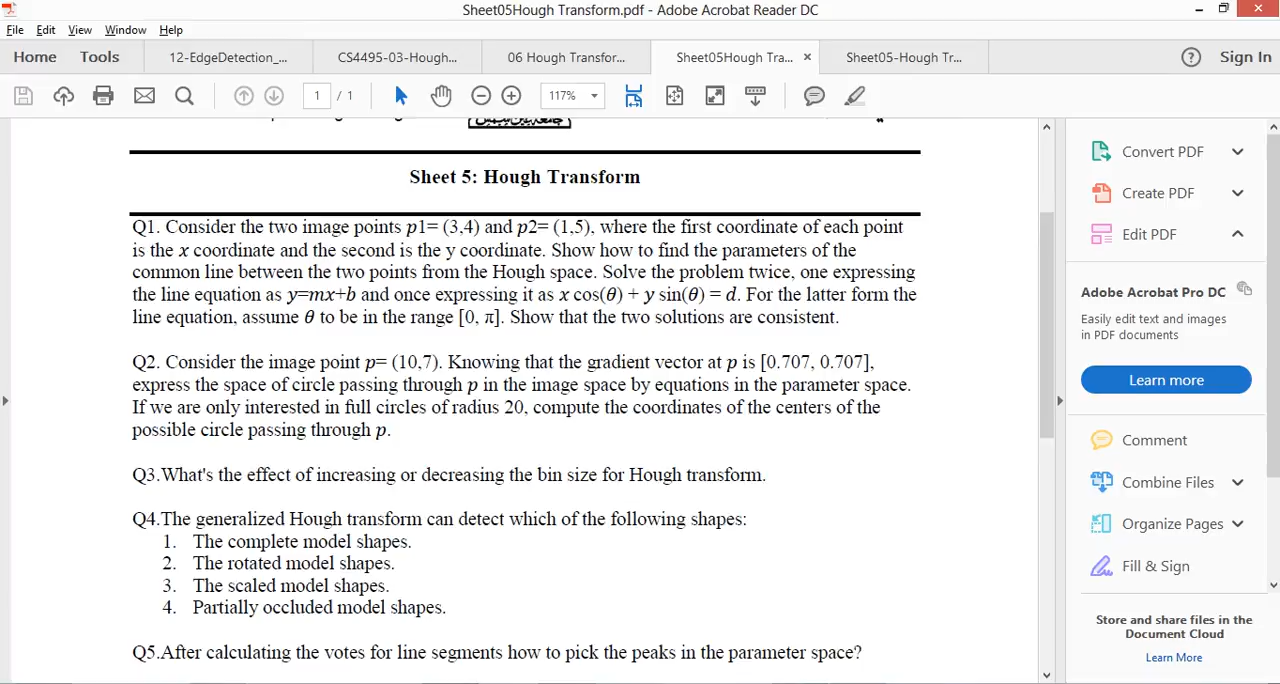 Sheet05Hough Transform.pdf - Adobe Acrobat Reader DC
File Edit View Window Help
Home Tools 12-EdgeDetection_... CS4495-03-Hough... 06 Hough Transfor... Sheet05Hough Tra... × Sheet05-Hough Tr... Sign In
1 / 1 117%
Sheet 5: Hough Transform
Q1. Consider the two image points p1= (3,4) and p2= (1,5), where the first coordinate of each point
is the x coordinate and the second is the y coordinate. Show how to find the parameters of the
common line between the two points from the Hough space. Solve the problem twice, one expressing
the line equation as y=mx+b and once expressing it as x cos(θ) + y sin(θ) = d. For the latter form the
line equation, assume θ to be in the range [0, π]. Show that the two solutions are consistent.
Q2. Consider the image point p= (10,7). Knowing that the gradient vector at p is [0.707, 0.707],
express the space of circle passing through p in the image space by equations in the parameter space.
If we are only interested in full circles of radius 20, compute the coordinates of the centers of the
possible circle passing through p.
Q3.What's the effect of increasing or decreasing the bin size for Hough transform.
Q4.The generalized Hough transform can detect which of the following shapes:
1. The complete model shapes.
2. The rotated model shapes.
3. The scaled model shapes.
4. Partially occluded model shapes.
Q5.After calculating the votes for line segments how to pick the peaks in the parameter space?
Convert PDF
Create PDF
Edit PDF
Adobe Acrobat Pro DC
Easily edit text and images
in PDF documents
Learn more
Comment
Combine Files
Organize Pages
Fill & Sign
Store and share files in the
Document Cloud
Learn More